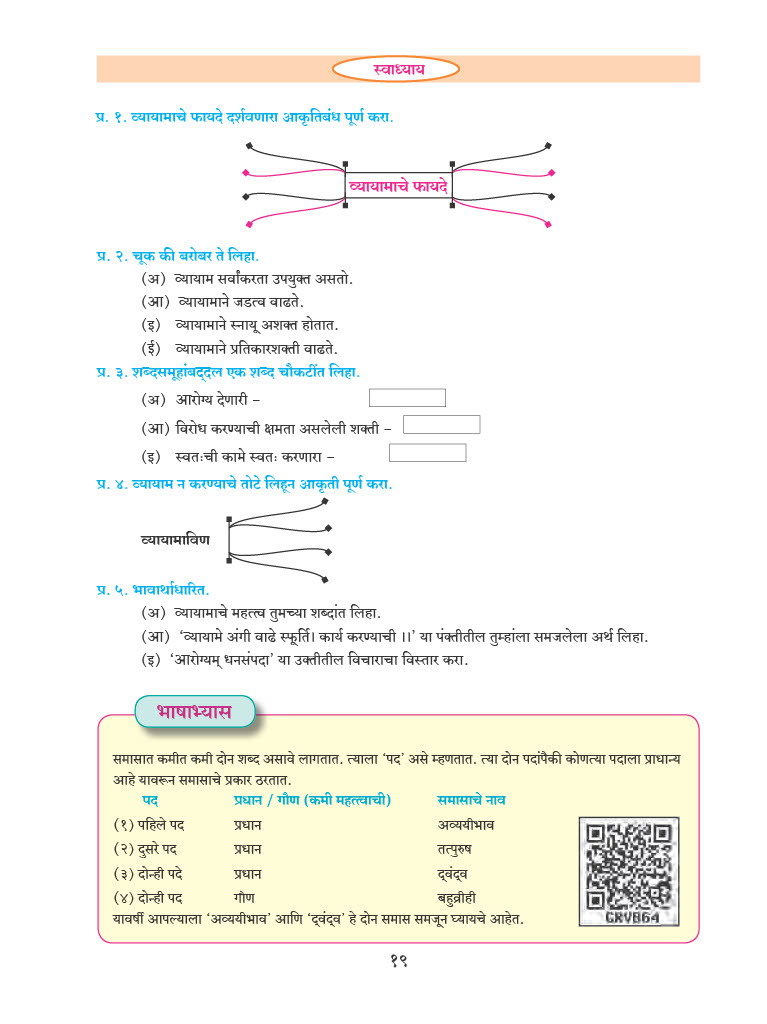 स्वाध्याय
प्र. १. व्यायामाचे फायदे दर्शवणारा आकृतिबंध पूर्ण करा.
व्यायामाचे फायदे
प्र. २. चूक की बरोबर ते लिहा.
(अ) व्यायाम सर्वांकरता उपयुक्त असतो.
(आ) व्यायामाने जडत्व वाढते.
(इ) व्यायामाने स्नायू अशक्त होतात.
(ई) व्यायामाने प्रतिकारशक्ती वाढते.
प्र. ३. शब्दसमूहांबद्दल एक शब्द चौकटींत लिहा.
(अ) आरोग्य देणारी –
(आ) विरोध करण्याची क्षमता असलेली शक्ती –
(इ) स्वतःची कामे स्वतः करणारा –
प्र. ४. व्यायाम न करण्याचे तोटे लिहून आकृती पूर्ण करा.
व्यायामाविण
प्र. ५. भावार्थाधारित.
(अ) व्यायामाचे महत्त्व तुमच्या शब्दांत लिहा.
(आ) ‘व्यायामे अंगी वाढे स्फूर्ति। कार्य करण्याची ।।’ या पंक्तीतील तुम्हांला समजलेला अर्थ लिहा.
(इ) ‘आरोग्यम् धनसंपदा’ या उक्तीतील विचाराचा विस्तार करा.
भाषाभ्यास
समासात कमीत कमी दोन शब्द असावे लागतात. त्याला ‘पद’ असे म्हणतात. त्या दोन पदांपैकी कोणत्या पदाला प्राधान्य
आहे यावरून समासाचे प्रकार ठरतात.
पद प्रधान / गौण (कमी महत्त्वाची) समासाचे नाव
(१) पहिले पद प्रधान अव्ययीभाव
(२) दुसरे पद प्रधान तत्पुरुष
(३) दोन्ही पदे प्रधान द्वंद्व
(४) दोन्ही पद गौण बहुव्रीही
GRVB64
यावर्षी आपल्याला ‘अव्ययीभाव’ आणि ‘द्वंद्व’ हे दोन समास समजून घ्यायचे आहेत.
१९